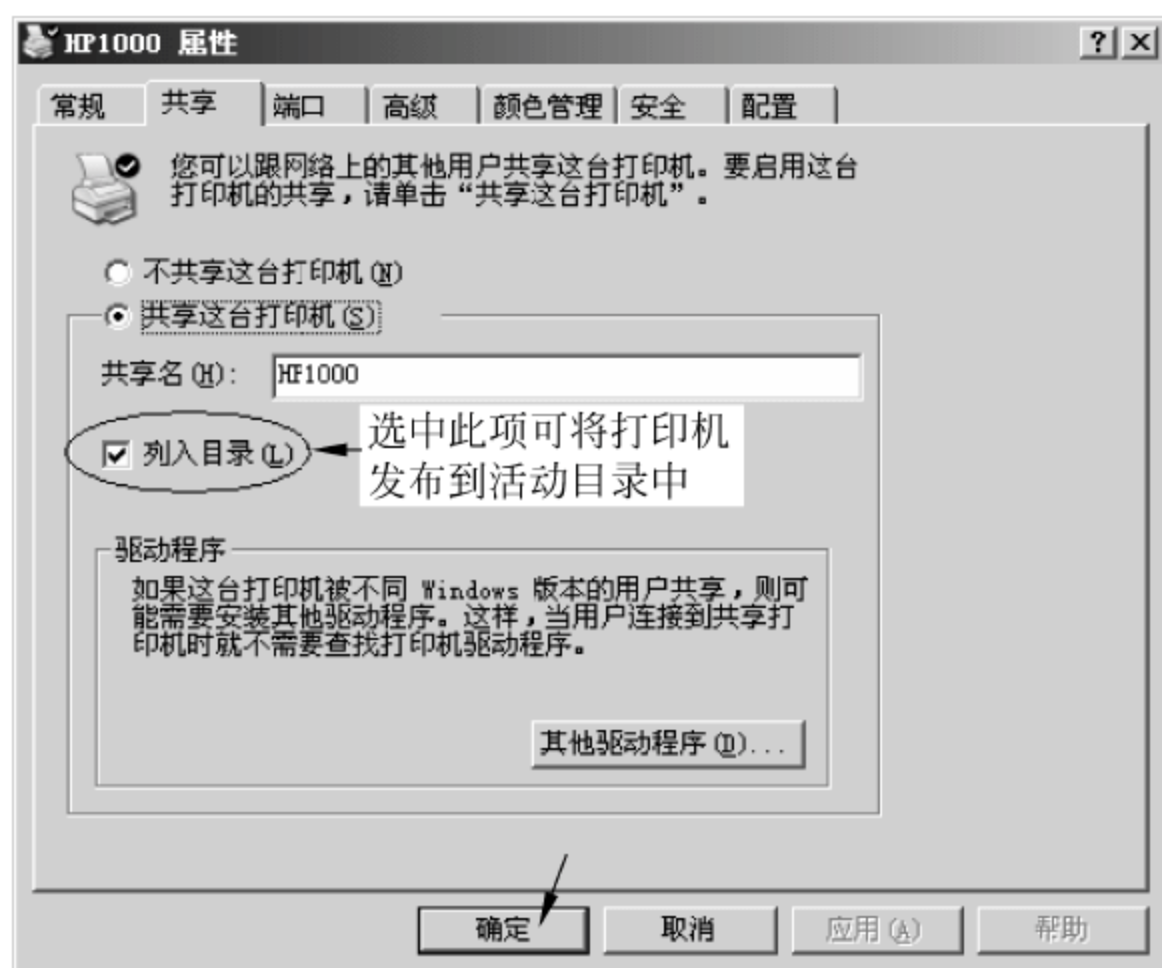 HP1000 属性
常规 共享 端口 高级 颜色管理 安全 配置
您可以跟网络上的其他用户共享这台打印机。要启用这台
打印机的共享，请单击“共享这台打印机”。
不共享这台打印机(N)
共享这台打印机(S)
共享名(H): HP1000
选中此项可将打印机
列入目录(L)
发布到活动目录中
驱动程序
如果这台打印机被不同 Windows 版本的用户共享，则可
能需要安装其他驱动程序。这样，当用户连接到共享打
印机时就不需要查找打印机驱动程序。
其他驱动程序(D)...
确定 取消 应用(A) 帮助